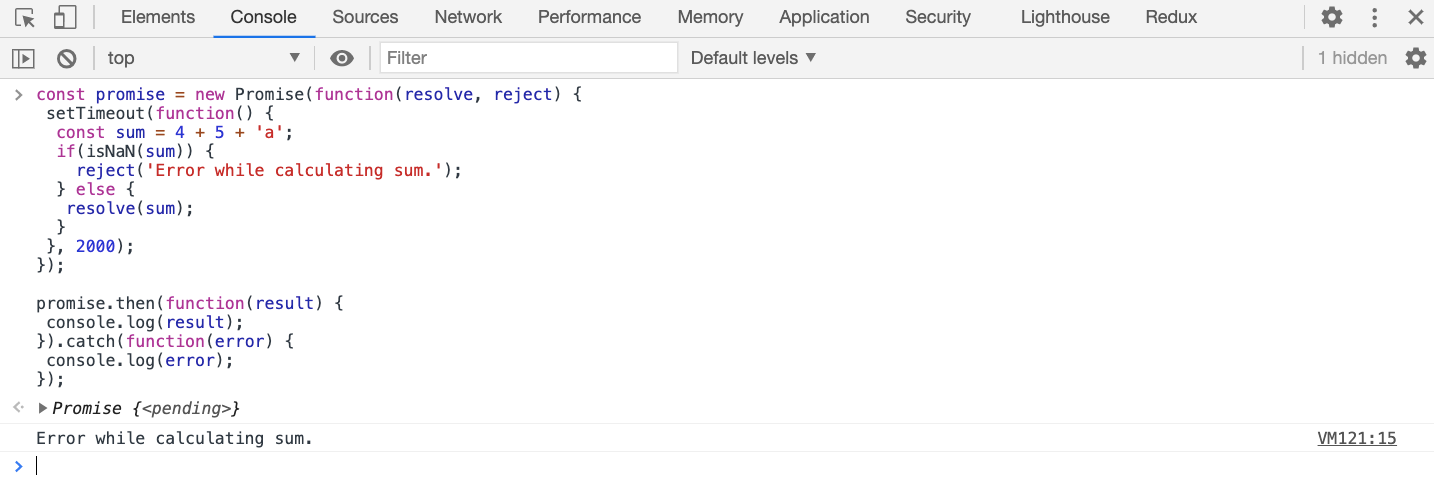 Elements Console Sources Network Performance Memory Application Security Lighthouse Redux
top Filter Default levels 1 hidden
const promise = new Promise(function(resolve, reject) {
 setTimeout(function() {
  const sum = 4 + 5 + 'a';
  if(isNaN(sum)) {
    reject('Error while calculating sum.');
  } else {
   resolve(sum);
  }
 }, 2000);
});

promise.then(function(result) {
 console.log(result);
}).catch(function(error) {
 console.log(error);
});
Promise {<pending>}
Error while calculating sum. VM121:15